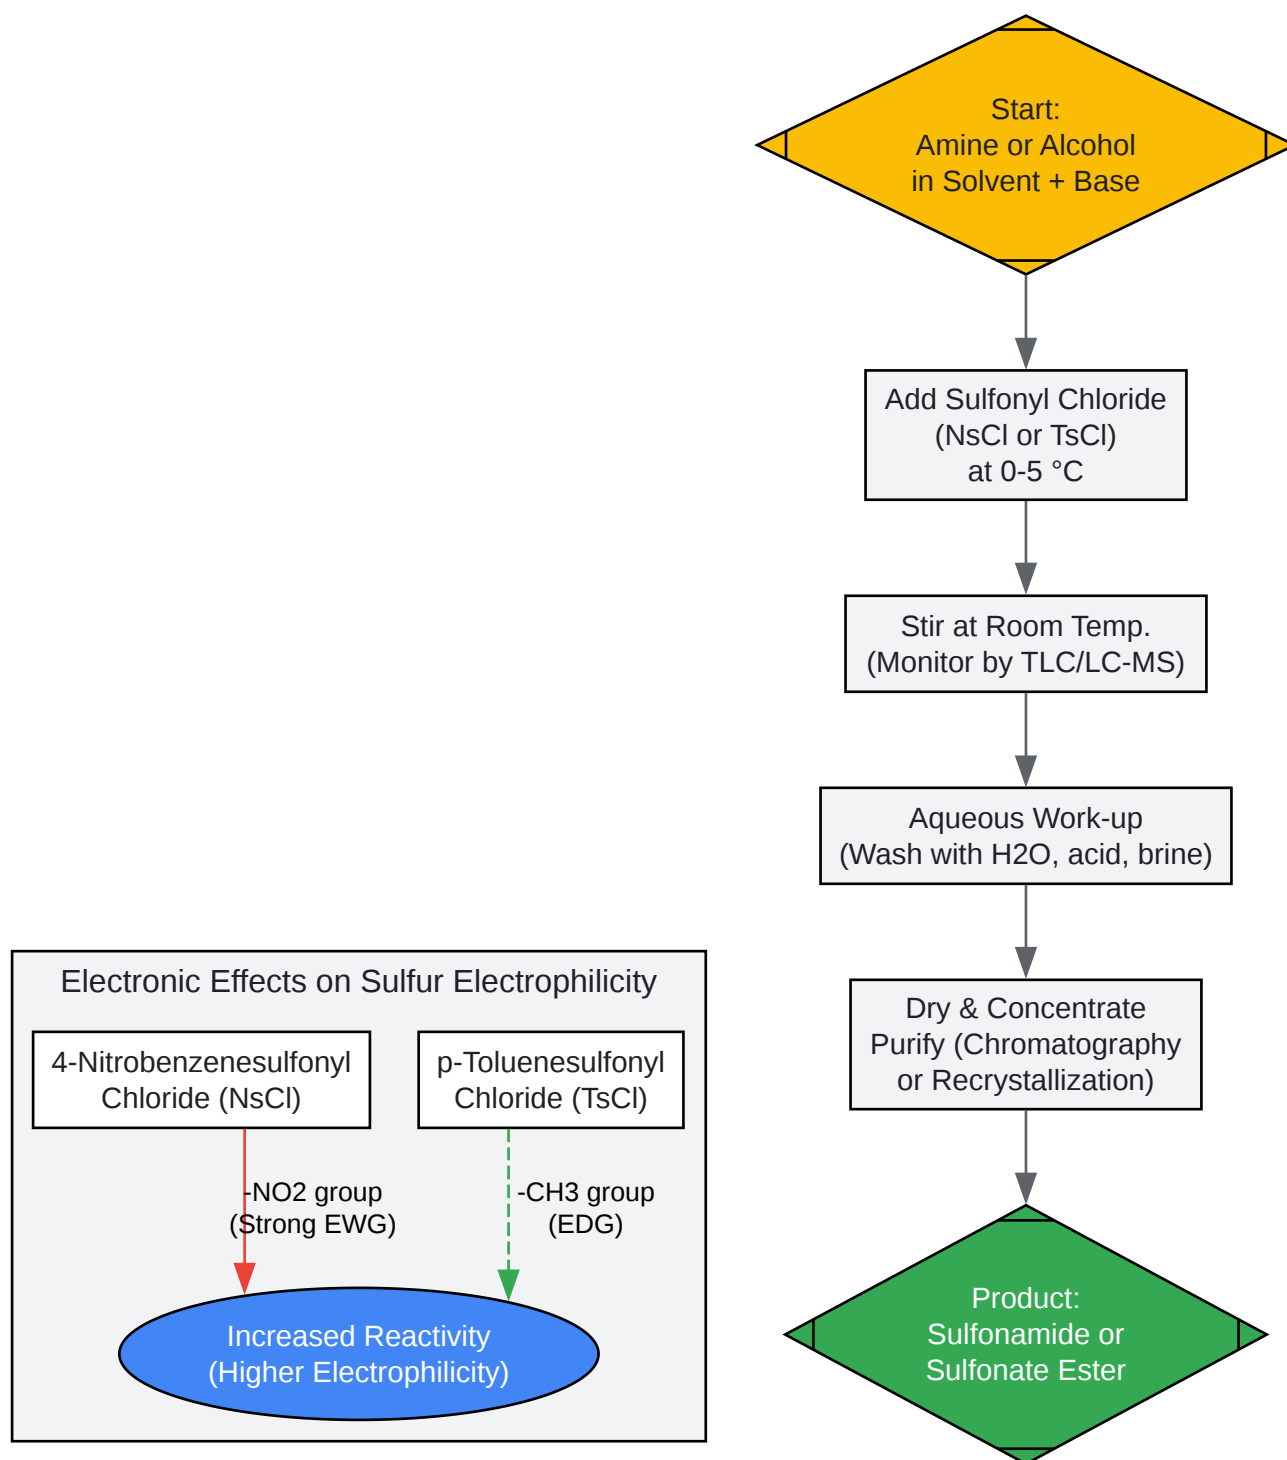 Start:
Amine or Alcohol
in Solvent + Base
Add Sulfonyl Chloride
(NsCl or TsCl)
at 0-5 °C
Stir at Room Temp.
(Monitor by TLC/LC-MS)
Aqueous Work-up
(Wash with H2O, acid, brine)
Dry & Concentrate
Purify (Chromatography
or Recrystallization)
Product:
Sulfonamide or
Sulfonate Ester
Electronic Effects on Sulfur Electrophilicity
4-Nitrobenzenesulfonyl
Chloride (NsCl)
p-Toluenesulfonyl
Chloride (TsCl)
-NO2 group
(Strong EWG)
-CH3 group
(EDG)
Increased Reactivity
(Higher Electrophilicity)